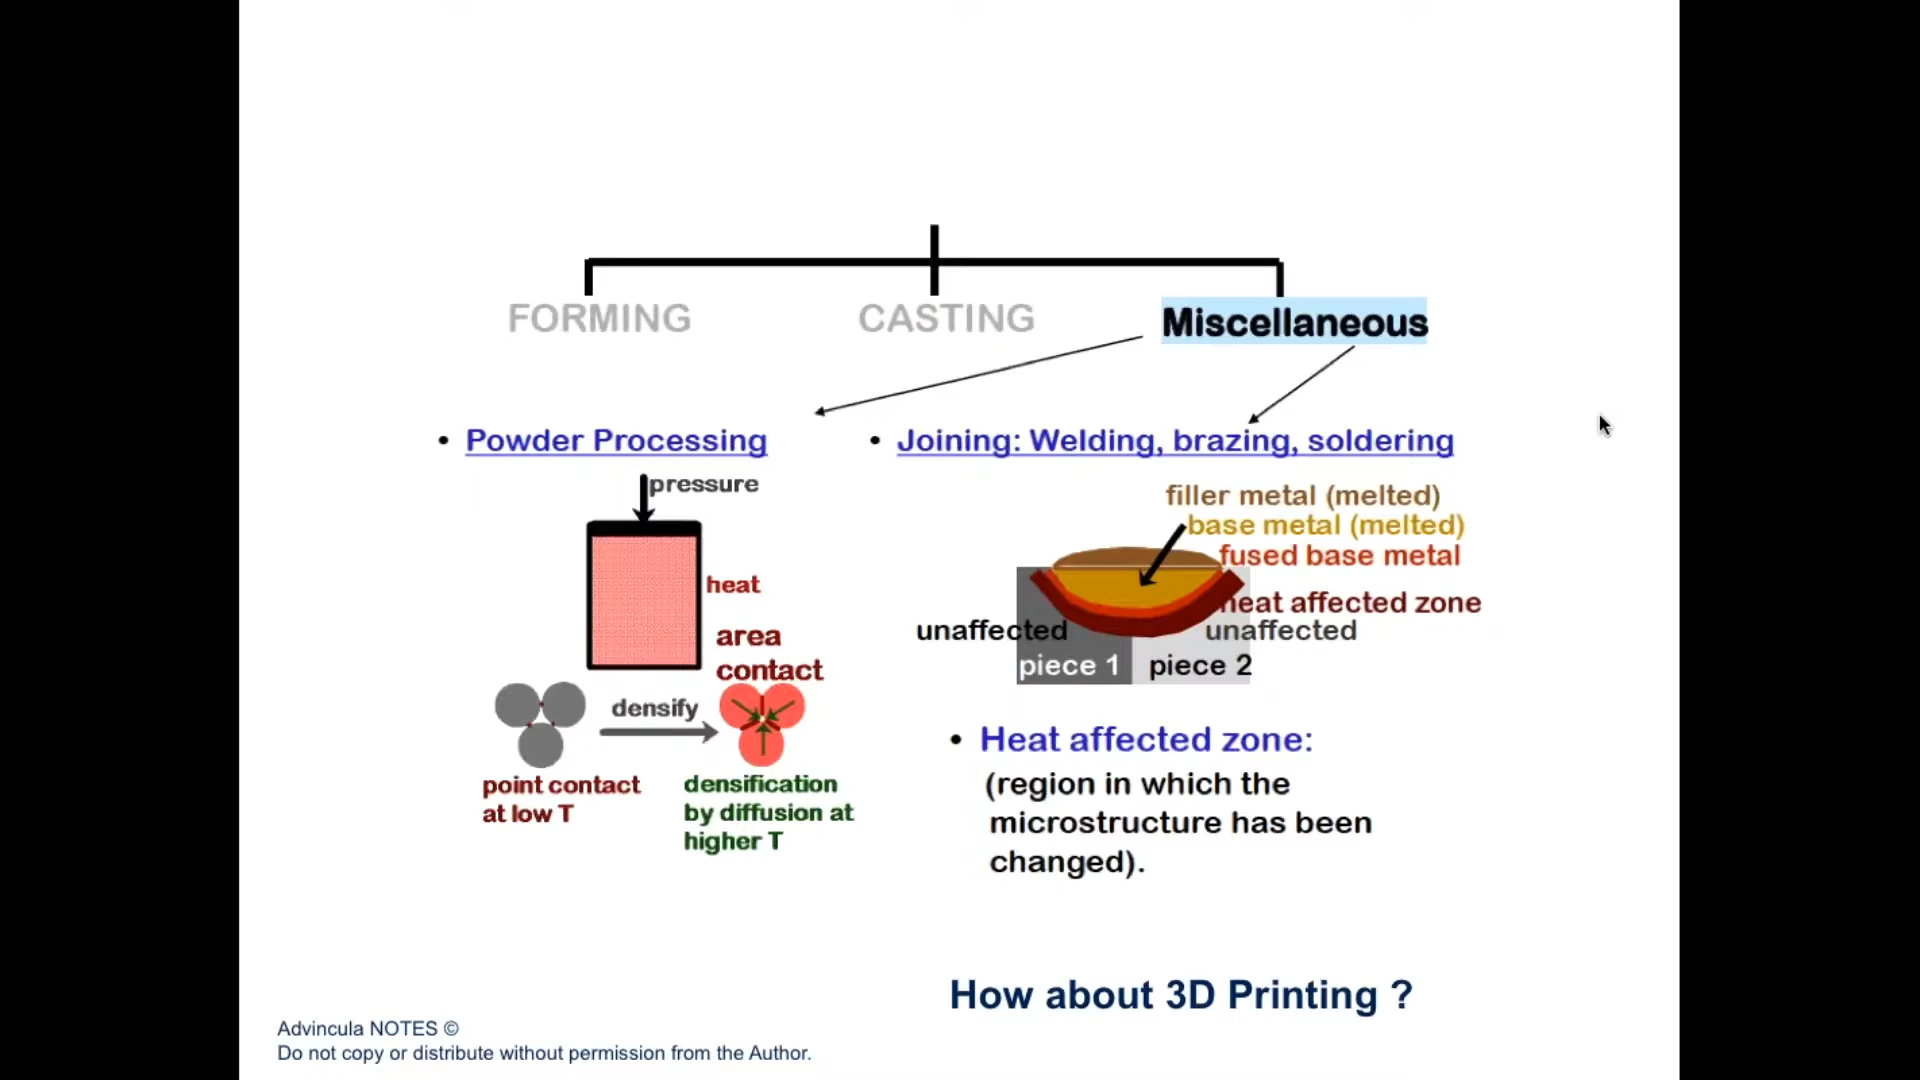 FORMING
CASTING
Miscellaneous
• Powder Processing
pressure
heat
area
contact
densify
point contact
at low T
densification
by diffusion at
higher T
• Joining: Welding, brazing, soldering
filler metal (melted)
base metal (melted)
fused base metal
heat affected zone
unaffected
unaffected
piece 1
piece 2
• Heat affected zone:
(region in which the
microstructure has been
changed).
How about 3D Printing ?
Advincula NOTES ©
Do not copy or distribute without permission from the Author.